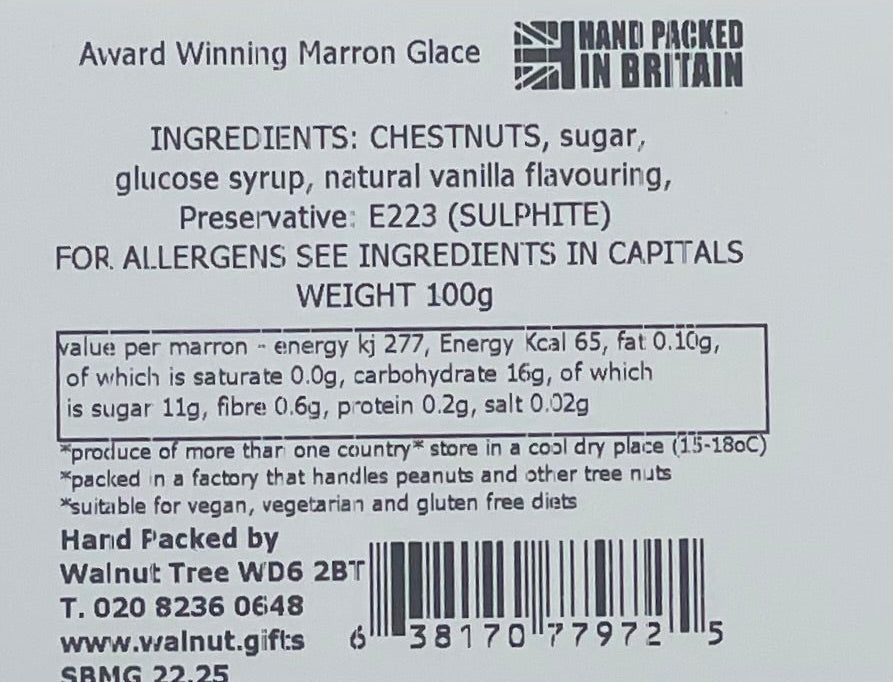 Award Winning Marron Glace
HAND PACKED
IN BRITAIN
INGREDIENTS: CHESTNUTS, sugar,
glucose syrup, natural vanilla flavouring,
Preservative: E223 (SULPHITE)
FOR ALLERGENS SEE INGREDIENTS IN CAPITALS
WEIGHT 100g
value per marron - energy kj 277, Energy Kcal 65, fat 0.10g,
of which is saturate 0.0g, carbohydrate 16g, of which
is sugar 11g, fibre 0.6g, protein 0.2g, salt 0.02g
*produce of more than one country* store in a cool dry place (15-18oC)
*packed in a factory that handles peanuts and other tree nuts
*suitable for vegan, vegetarian and gluten free diets
Hand Packed by
Walnut Tree WD6 2BT
T. 020 8236 0648
www.walnut.gifts
SBMG 22.25
6 38170 77972 5